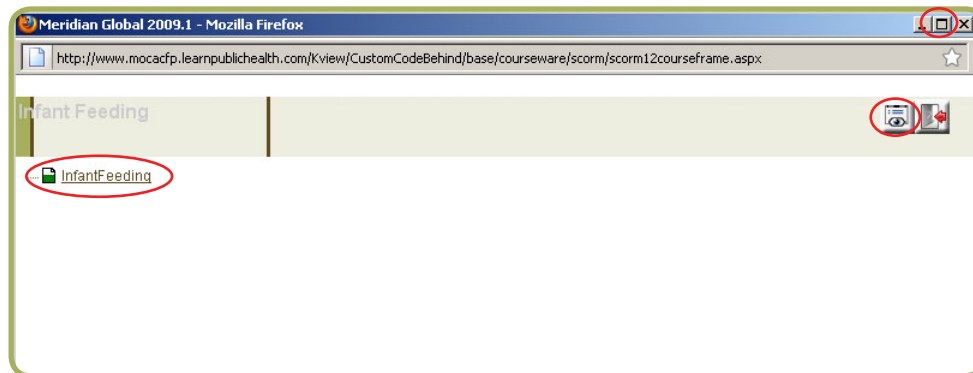 Meridian Global 2009.1 - Mozilla Firefox
http://www.mocacfp.learnpublichealth.com/Kview/CustomCodeBehind/base/courseware/scorm/scorm12courseframe.aspx
Infant Feeding
InfantFeeding